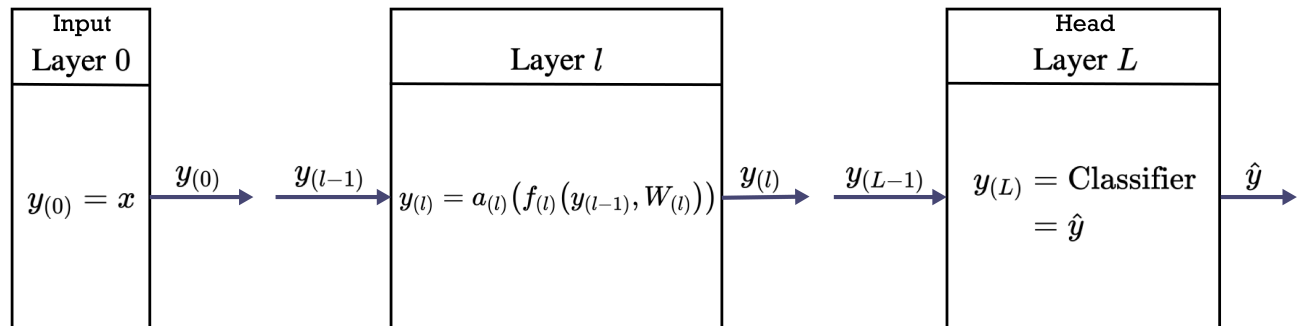 Input
Layer 0
y_{(0)} = x
y_{(0)}
y_{(l-1)}
Layer l
y_{(l)} = a_{(l)}(f_{(l)}(y_{(l-1)}, W_{(l)}))
y_{(l)}
y_{(L-1)}
Head
Layer L
y_{(L)} = Classifier
= ŷ
ŷ